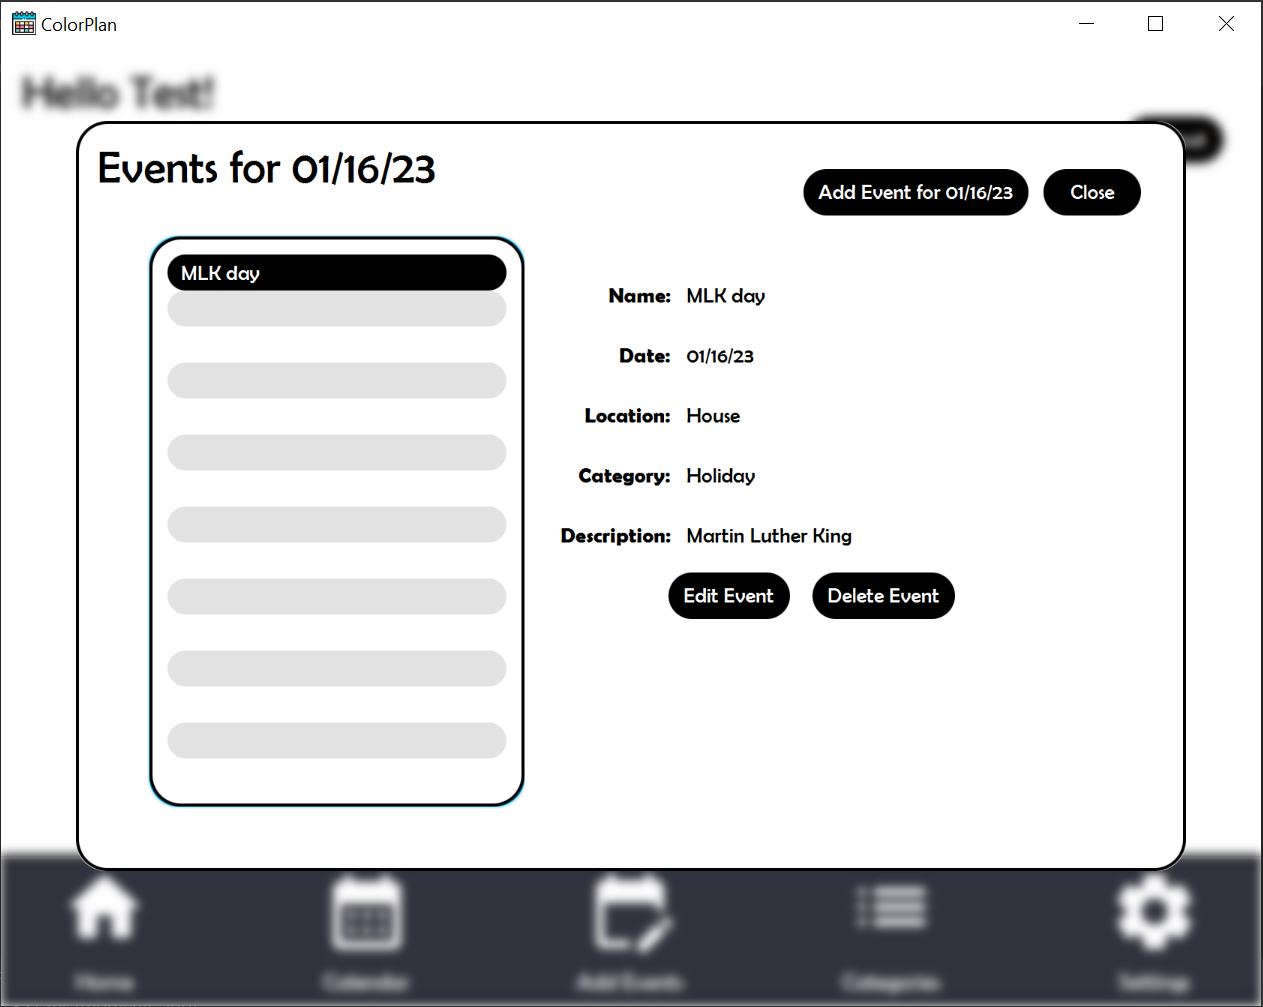 ColorPlan
Hello Test!
Events for 01/16/23
Add Event for 01/16/23
Close
MLK day
Name: MLK day
Date: 01/16/23
Location: House
Category: Holiday
Description: Martin Luther King
Edit Event
Delete Event
Home
Calendar
Add Events
Categories
Settings